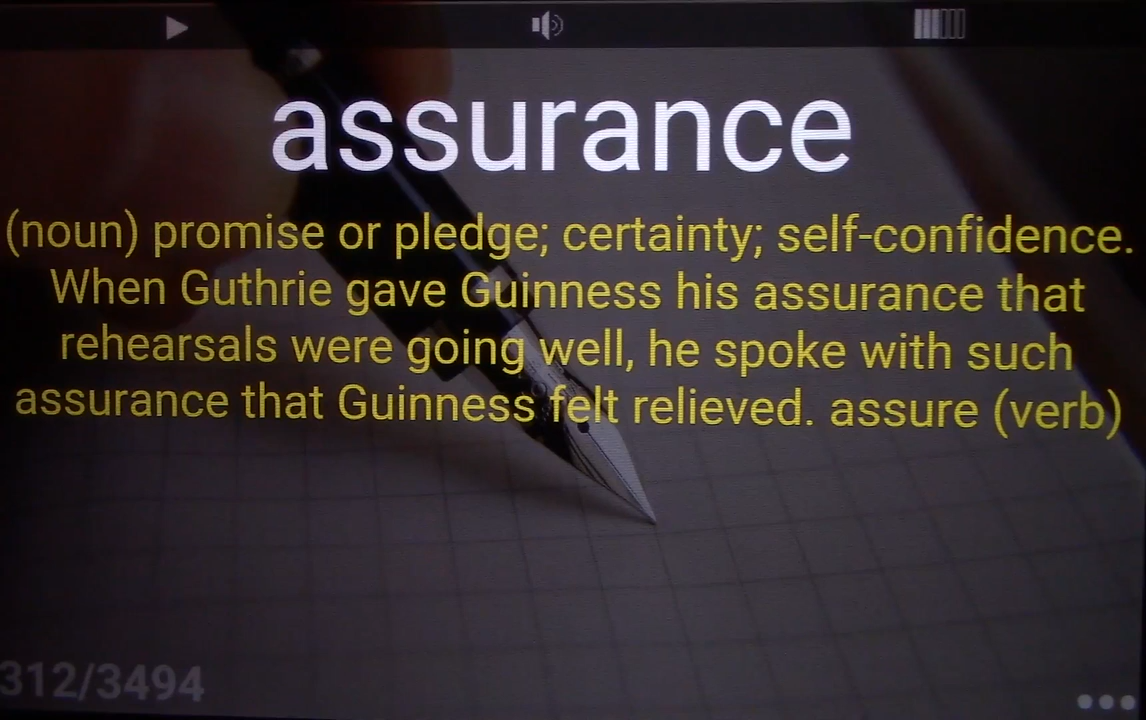 assurance
(noun) promise or pledge; certainty; self-confidence.
When Guthrie gave Guinness his assurance that
rehearsals were going well, he spoke with such
assurance that Guinness felt relieved. assure (verb)
312/3494